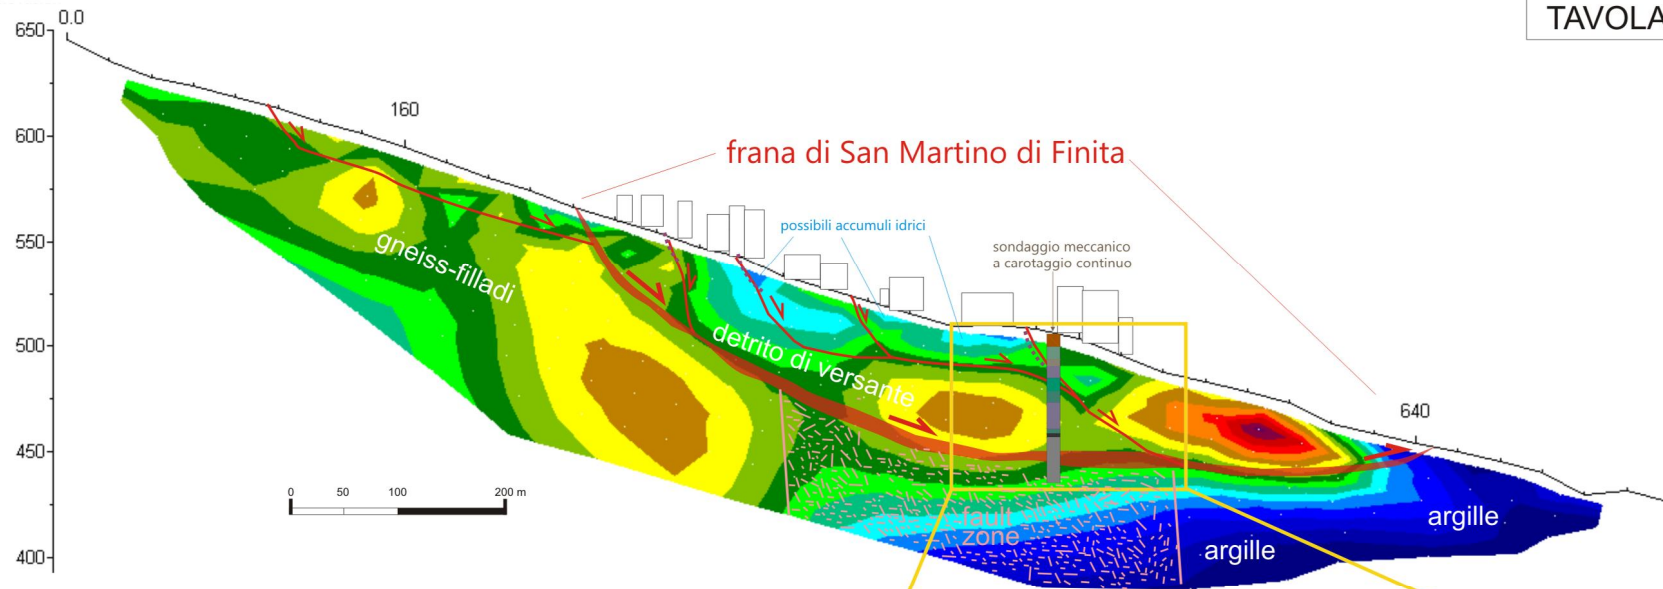 TAVOLA
0.0
650
160
600
frana di San Martino di Finita
possibili accumuli idrici
550
sondaggio meccanico
a carotaggio continuo
gneiss-filladi
500
detrito di versante
640
450
0 50 100 200 m
fault
zone
argille
argille
400